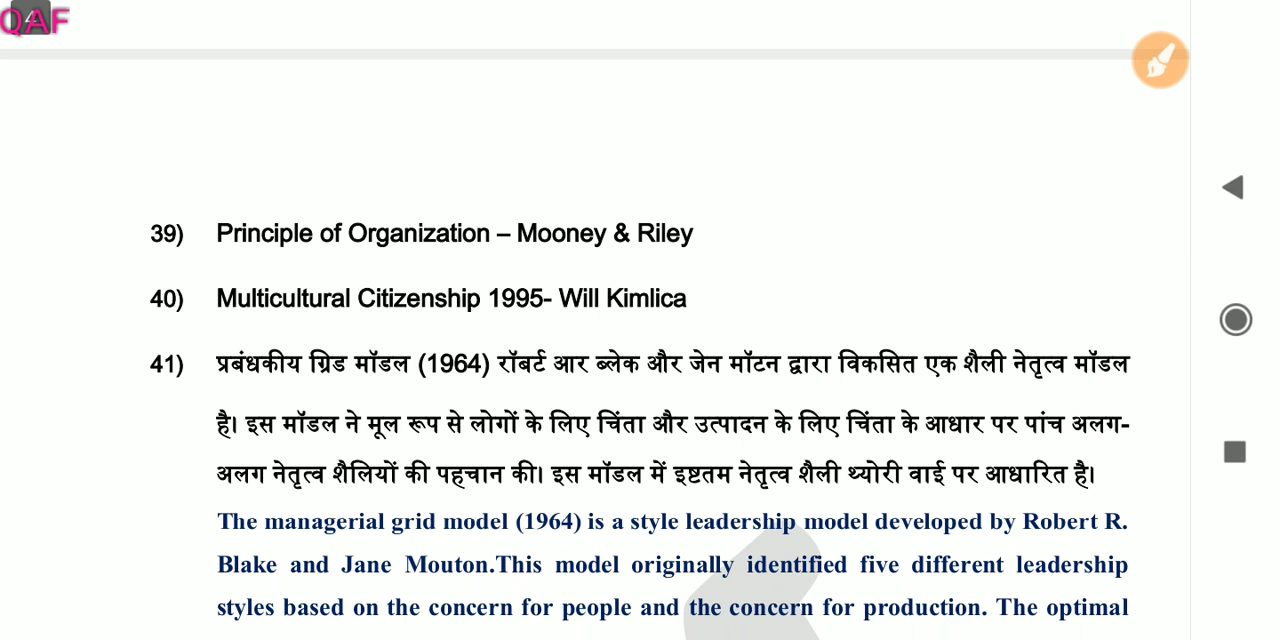 QAF
39) Principle of Organization – Mooney & Riley
40) Multicultural Citizenship 1995- Will Kimlica
41) प्रबंधकीय ग्रिड मॉडल (1964) रॉबर्ट आर ब्लेक और जेन मॉटन द्वारा विकसित एक शैली नेतृत्व मॉडल
है। इस मॉडल ने मूल रूप से लोगों के लिए चिंता और उत्पादन के लिए चिंता के आधार पर पांच अलग-
अलग नेतृत्व शैलियों की पहचान की। इस मॉडल में इष्टतम नेतृत्व शैली थ्योरी वाई पर आधारित है।
The managerial grid model (1964) is a style leadership model developed by Robert R.
Blake and Jane Mouton.This model originally identified five different leadership
styles based on the concern for people and the concern for production. The optimal